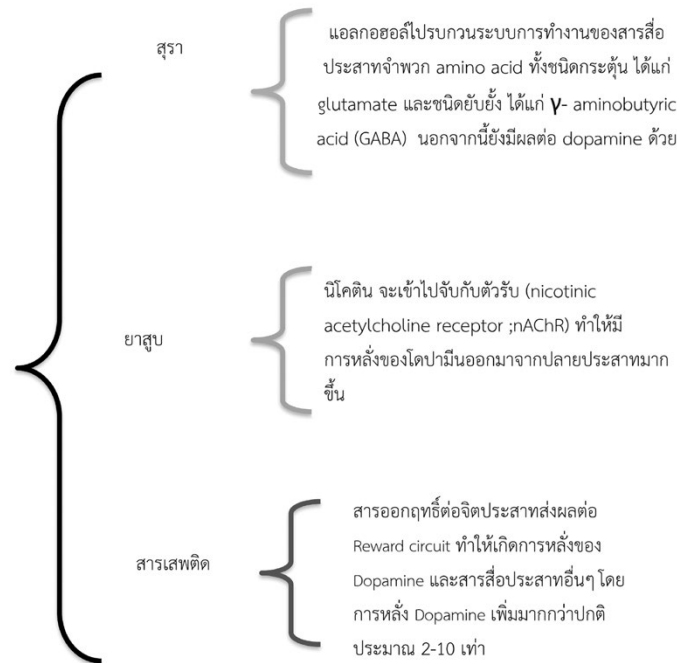 สุรา
แอลกอฮอล์ไปรบกวนระบบการทำงานของสารสื่อ
ประสาทจำพวก amino acid ทั้งชนิดกระตุ้น ได้แก่
glutamate และชนิดยับยั้ง ได้แก่ γ- aminobutyric
acid (GABA) นอกจากนี้ยังมีผลต่อ dopamine ด้วย
ยาสูบ
นิโคติน จะเข้าไปจับกับตัวรับ (nicotinic
acetylcholine receptor ;nAChR) ทำให้มี
การหลั่งของโดปามีนออกมาจากปลายประสาทมาก
ขึ้น
สารเสพติด
สารออกฤทธิ์ต่อจิตประสาทส่งผลต่อ
Reward circuit ทำให้เกิดการหลั่งของ
Dopamine และสารสื่อประสาทอื่นๆ โดย
การหลั่ง Dopamine เพิ่มมากกว่าปกติ
ประมาณ 2-10 เท่า